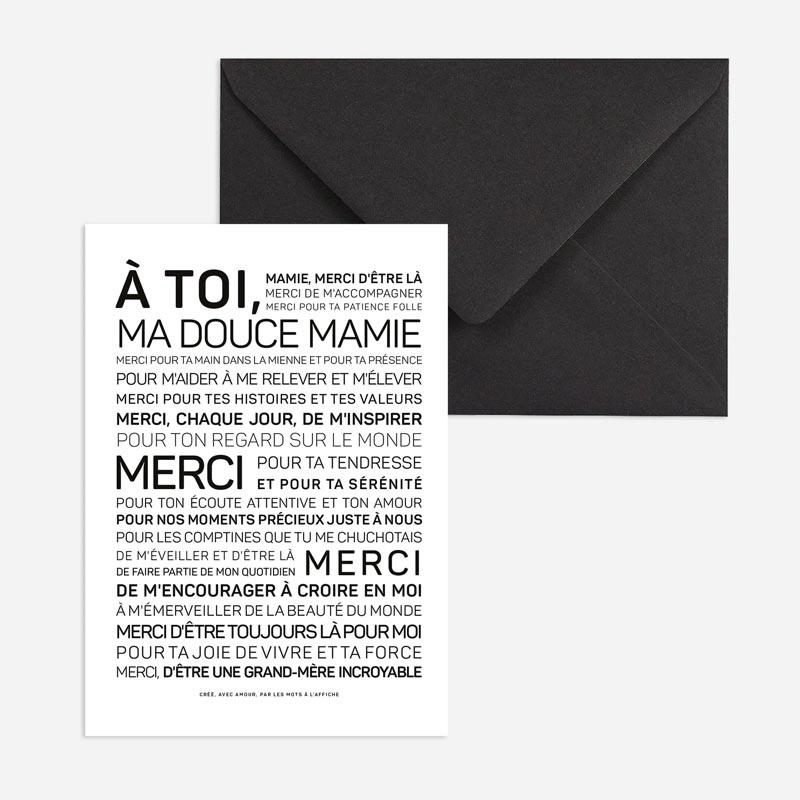 À TOI,
MAMIE, MERCI D'ÊTRE LÀ
MERCI DE M'ACCOMPAGNER
MERCI POUR TA PATIENCE FOLLE
MA DOUCE MAMIE
MERCI POUR TA MAIN DANS LA MIENNE ET POUR TA PRÉSENCE
POUR M'AIDER À ME RELEVER ET M'ÉLEVER
MERCI POUR TES HISTOIRES ET TES VALEURS
MERCI, CHAQUE JOUR, DE M'INSPIRER
POUR TON REGARD SUR LE MONDE
MERCI
POUR TA TENDRESSE
ET POUR TA SÉRÉNITÉ
POUR TON ÉCOUTE ATTENTIVE ET TON AMOUR
POUR NOS MOMENTS PRÉCIEUX JUSTE À NOUS
POUR LES COMPTINES QUE TU ME CHUCHOTAIS
DE M'ÉVEILLER ET D'ÊTRE LÀ
DE FAIRE PARTIE DE MON QUOTIDIEN
MERCI
DE M'ENCOURAGER À CROIRE EN MOI
À M'ÉMERVEILLER DE LA BEAUTÉ DU MONDE
MERCI D'ÊTRE TOUJOURS LÀ POUR MOI
POUR TA JOIE DE VIVRE ET TA FORCE
MERCI, D'ÊTRE UNE GRAND-MÈRE INCROYABLE
CRÉÉ, AVEC AMOUR, PAR LES MOTS À L'AFFICHE